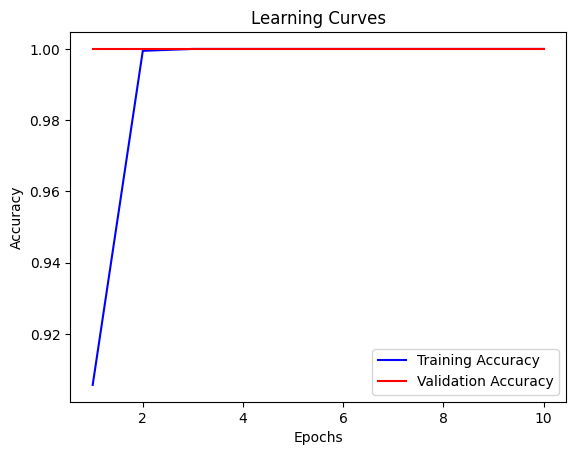 Learning Curves
Accuracy
1.00
0.98
0.96
0.94
0.92
Training Accuracy
Validation Accuracy
2 4 6 8 10
Epochs